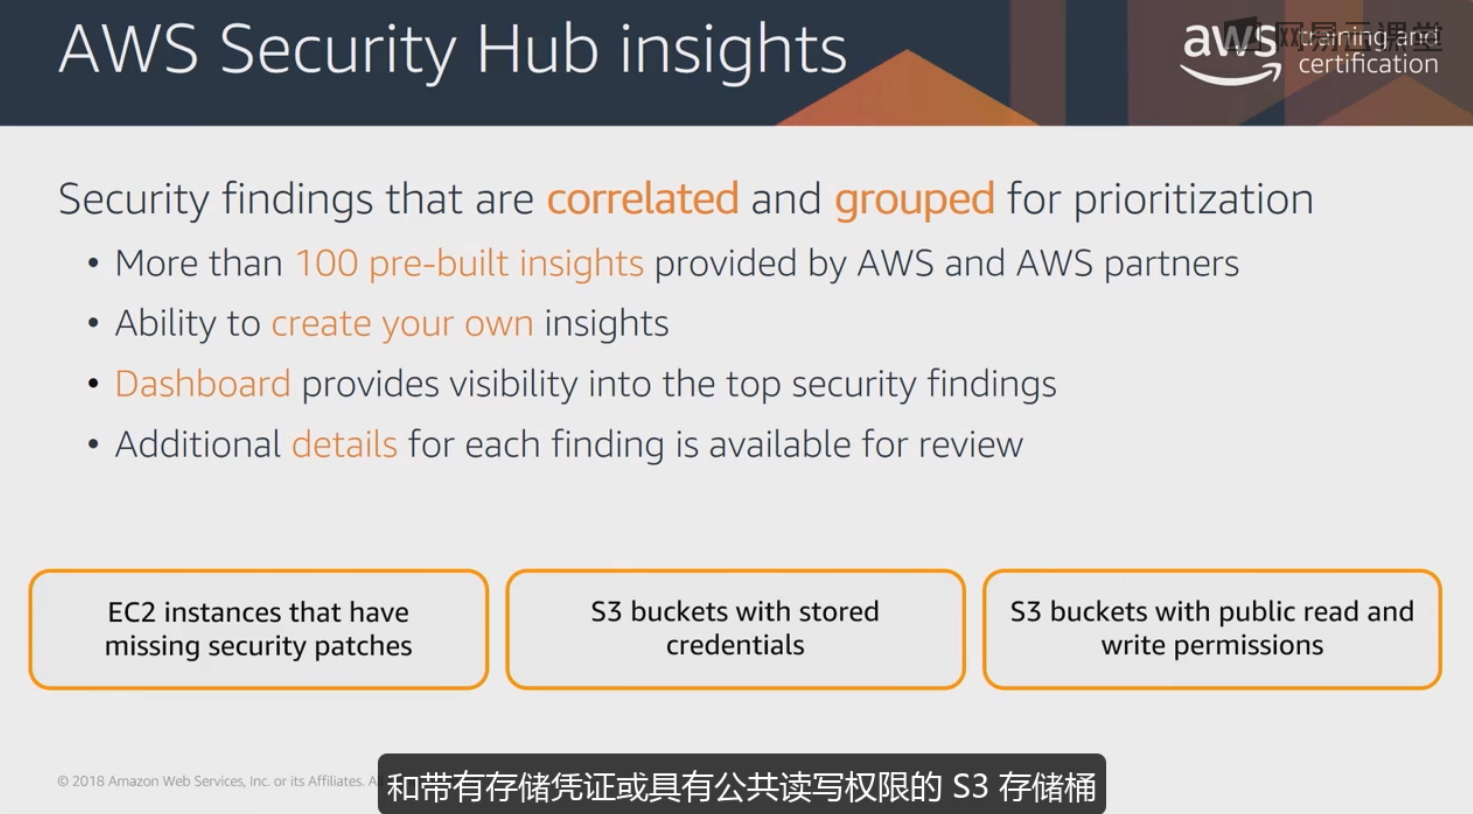 AWS Security Hub insights
网易云课堂
aws training and
certification
Security findings that are correlated and grouped for prioritization
• More than 100 pre-built insights provided by AWS and AWS partners
• Ability to create your own insights
• Dashboard provides visibility into the top security findings
• Additional details for each finding is available for review
EC2 instances that have
missing security patches
S3 buckets with stored
credentials
S3 buckets with public read and
write permissions
© 2018 Amazon Web Services, Inc. or its Affiliates.
和带有存储凭证或具有公共读写权限的 S3 存储桶